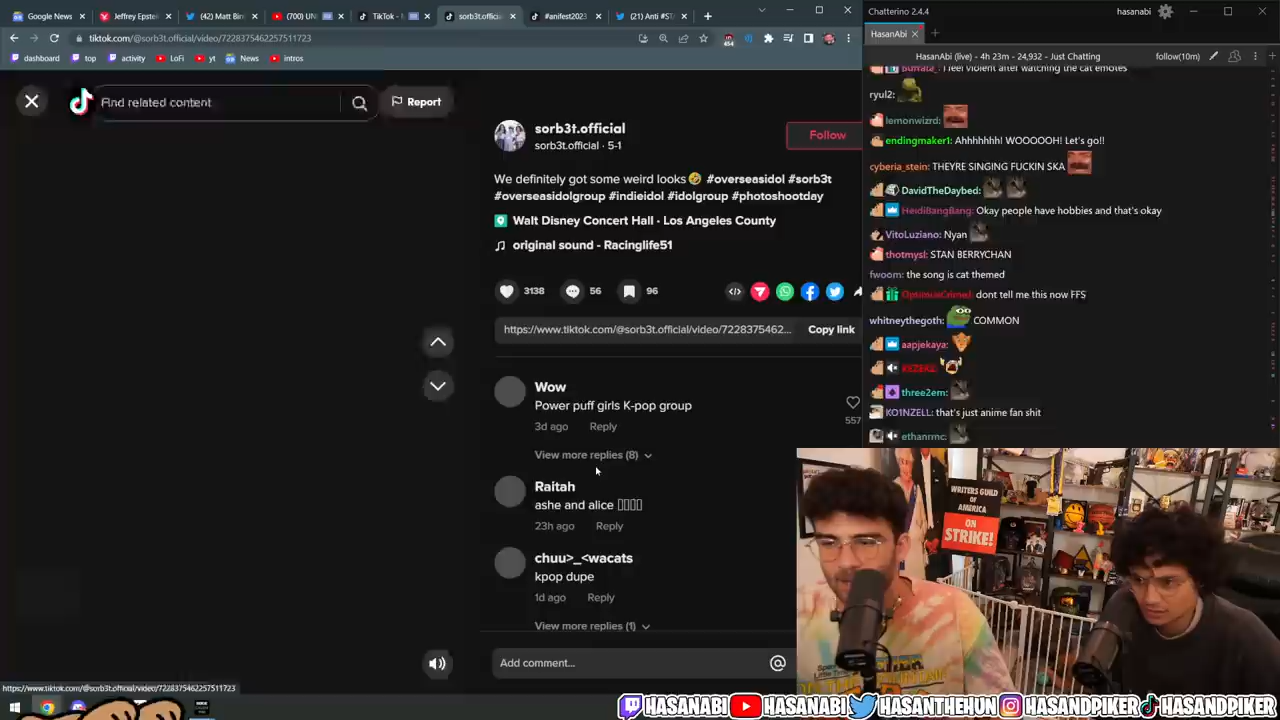 Google News
Jeffrey Epstei
(42) Matt Bin
(700) UN
TikTok -
sorb3t.officia
#anifest2023
(21) Anti #ST
tiktok.com/@sorb3t.official/video/7228375462257511723
454
dashboard
top
activity
LoFi
yt
News
intros
Find related content
Report
sorb3t.official
sorb3t.official · 5-1
Follow
We definitely got some weird looks🤣 #overseasidol #sorb3t
#overseasidolgroup #indieidol #idolgroup #photoshootday
Walt Disney Concert Hall - Los Angeles County
original sound - Racinglife51
3138
56
96
https://www.tiktok.com/@sorb3t.official/video/7228375462...
Copy link
Wow
Power puff girls K-pop group
3d ago Reply
557
View more replies (8)
Raitah
ashe and alice
23h ago Reply
chuu>_<wacats
kpop dupe
1d ago Reply
View more replies (1)
Add comment...
https://www.tiktok.com/@sorb3t.official/video/7228375462257511723
Chatterino 2.4.4
hasanabi
HasanAbi
HasanAbi (live) - 4h 23m - 24,932 - Just Chatting
follow(10m)
I feel violent after watching the cat emotes
ryul2:
lemonwizrd:
endingmaker1: Ahhhhhhh! WOOOOOH! Let's go!!
cyberia_stein: THEYRE SINGING FUCKIN SKA
DavidTheDaybed:
HeidiBangBang: Okay people have hobbies and that's okay
VitoLuziano: Nyan
thotmysl: STAN BERRYCHAN
fwoom: the song is cat themed
OptimusCrime: dont tell me this now FFS
whitneythegoth: COMMON
aapjekaya:
three2em:
KO1NZELL: that's just anime fan shit
ethanrmc:
WRITERS GUILD
OF
AMERICA
ON
STRIKE!
HASANABI
HASANABI
HASANTHEHUN
HASANDPIKER
HASANDPIKER